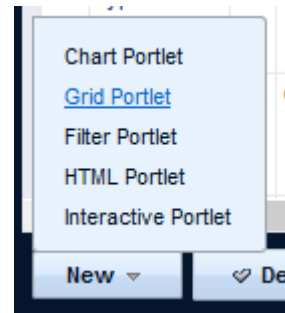 Chart Portlet
Grid Portlet
Filter Portlet
HTML Portlet
Interactive Portlet
New
De